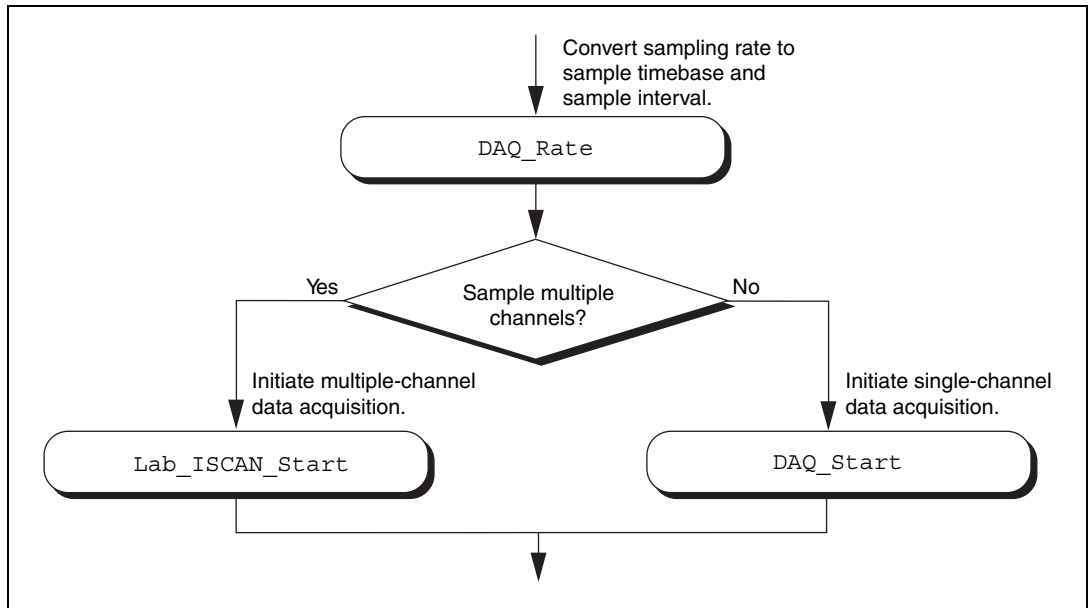 Convert sampling rate to
sample timebase and
sample interval.
DAQ_Rate
Yes
Sample multiple
channels?
No
Initiate multiple-channel
data acquisition.
Initiate single-channel
data acquisition.
Lab_ISCAN_Start
DAQ_Start